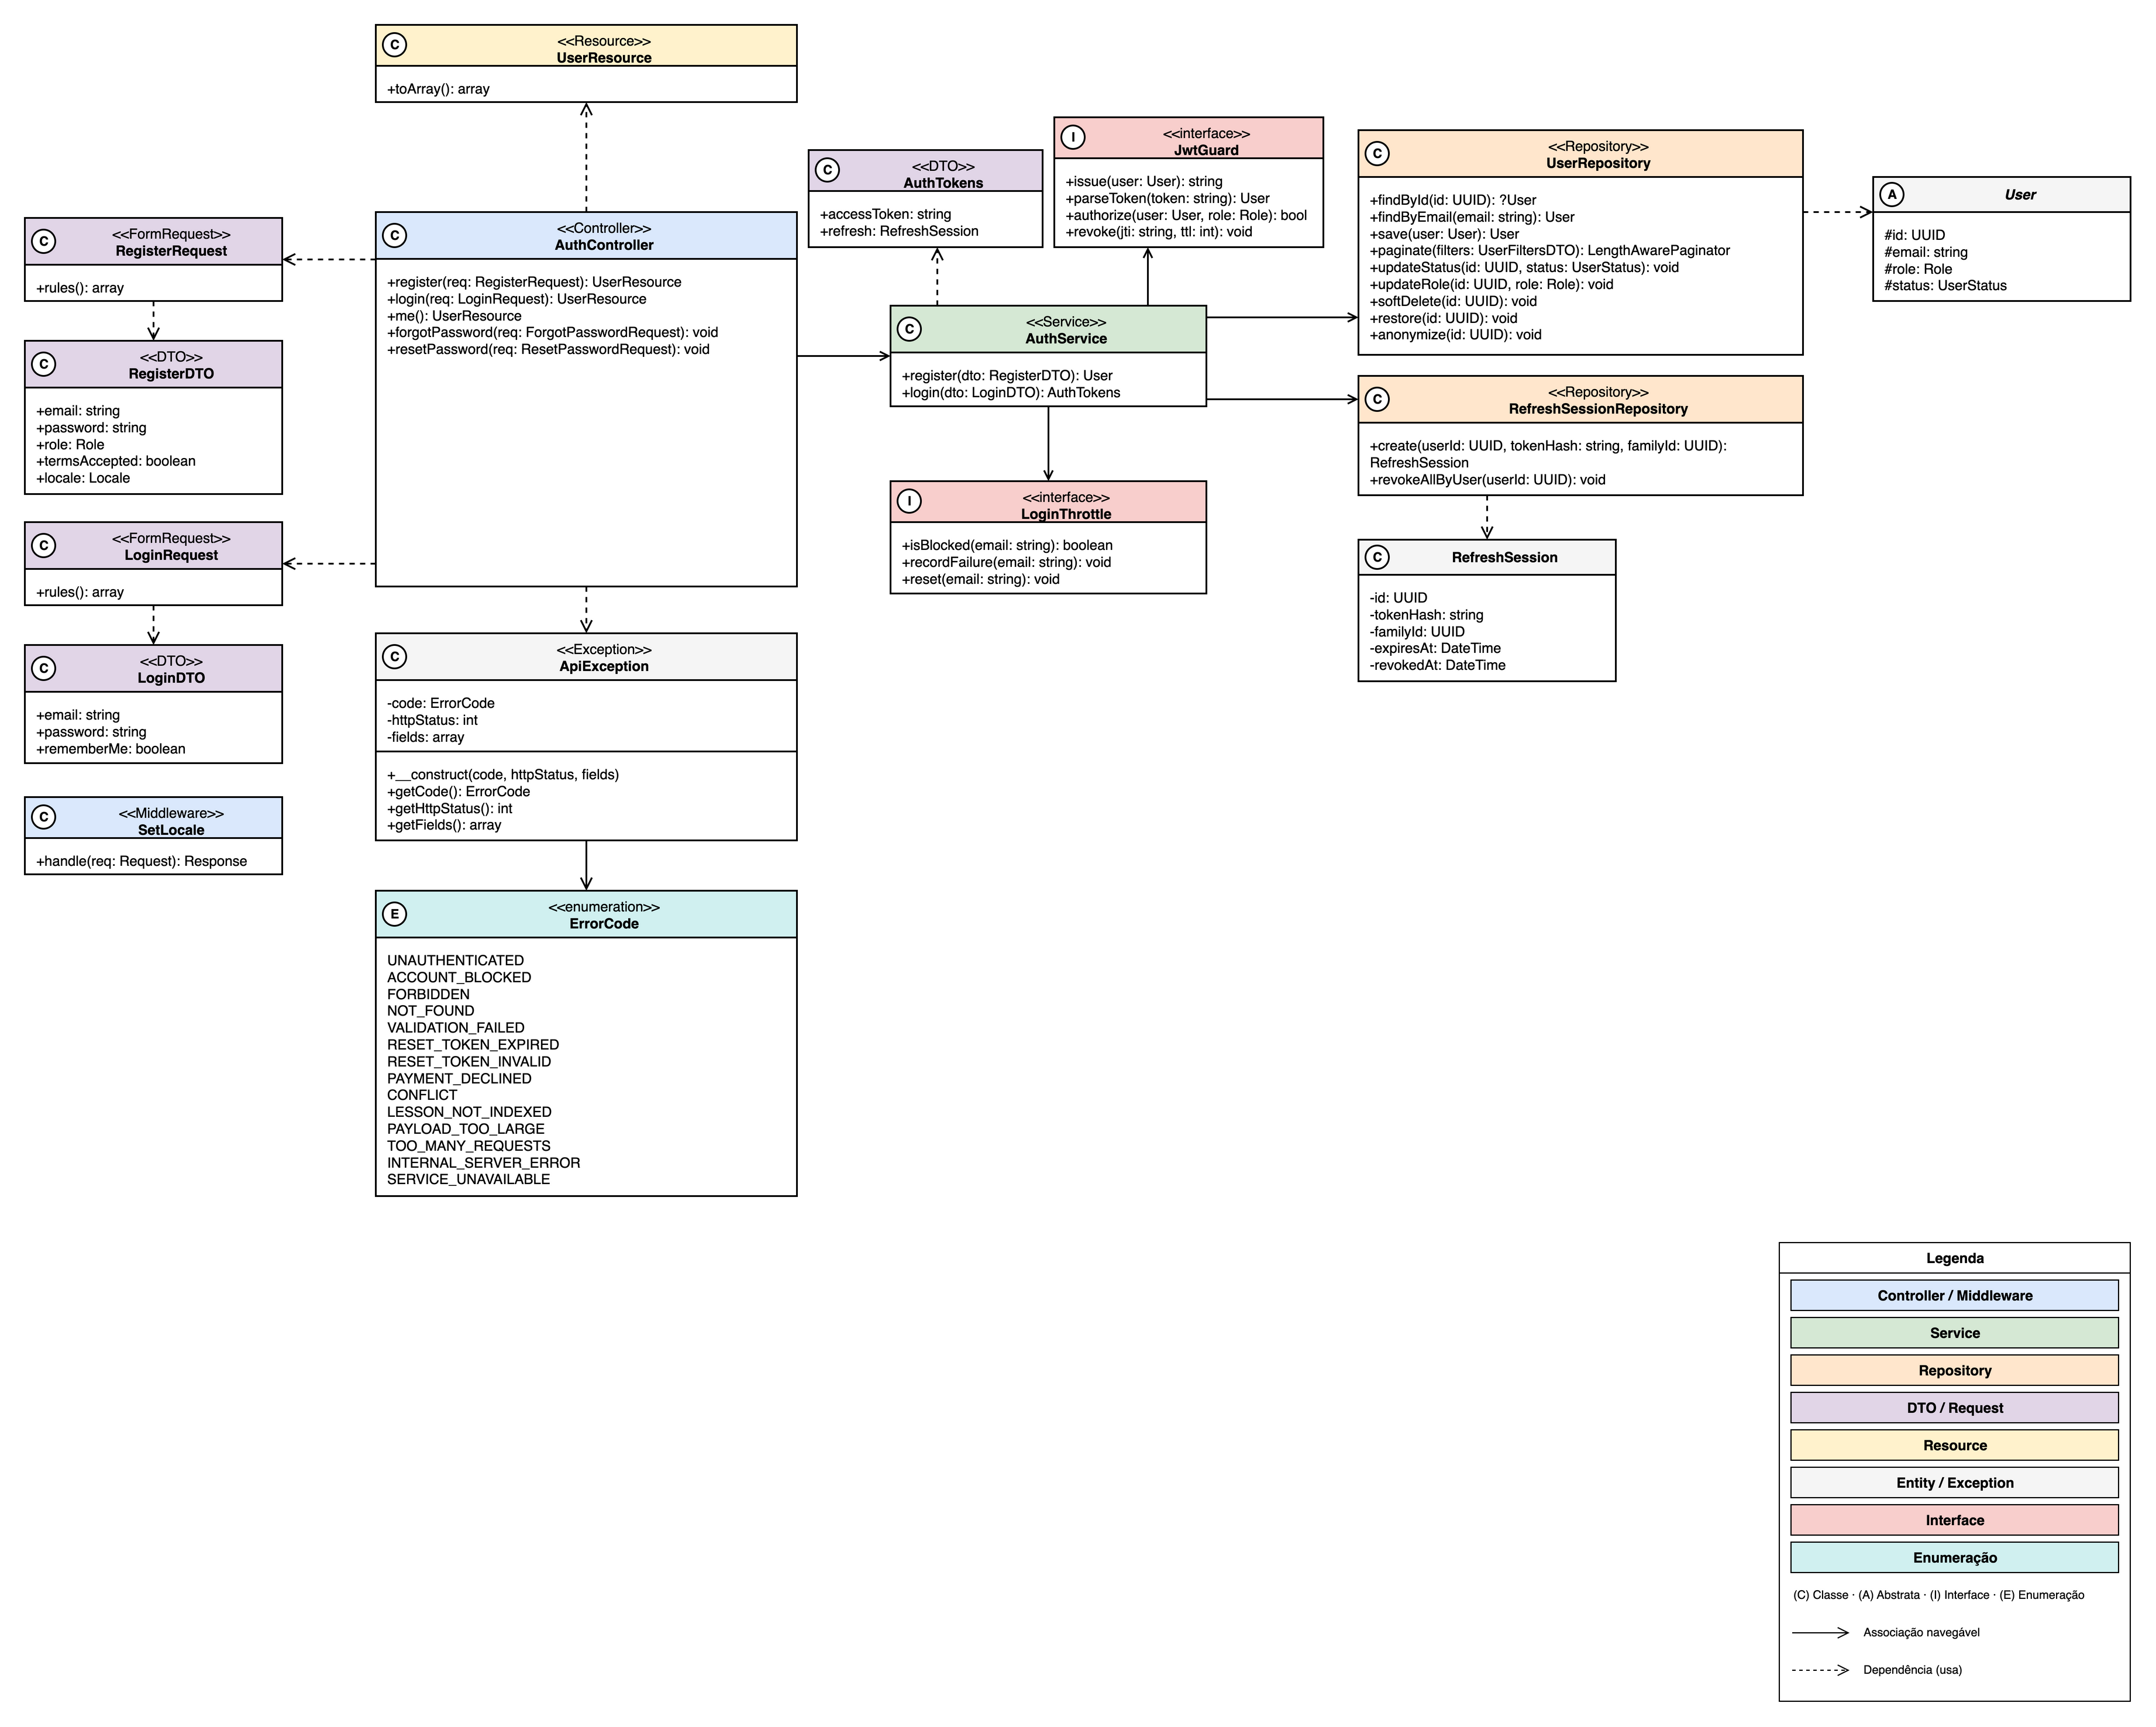 C
<<Resource>>
UserResource
+toArray(): array
I
<<interface>>
JwtGuard
+issue(user: User): string
+parseToken(token: string): User
+authorize(user: User, role: Role): bool
+revoke(jti: string, ttl: int): void
C
<<Repository>>
UserRepository
+findById(id: UUID): ?User
+findByEmail(email: string): User
+save(user: User): User
+paginate(filters: UserFiltersDTO): LengthAwarePaginator
+updateStatus(id: UUID, status: UserStatus): void
+updateRole(id: UUID, role: Role): void
+softDelete(id: UUID): void
+restore(id: UUID): void
+anonymize(id: UUID): void
C
<<DTO>>
AuthTokens
+accessToken: string
+refresh: RefreshSession
A
User
#id: UUID
#email: string
#role: Role
#status: UserStatus
C
<<FormRequest>>
RegisterRequest
+rules(): array
C
<<Controller>>
AuthController
+register(req: RegisterRequest): UserResource
+login(req: LoginRequest): UserResource
+me(): UserResource
+forgotPassword(req: ForgotPasswordRequest): void
+resetPassword(req: ResetPasswordRequest): void
C
<<Service>>
AuthService
+register(dto: RegisterDTO): User
+login(dto: LoginDTO): AuthTokens
C
<<DTO>>
RegisterDTO
+email: string
+password: string
+role: Role
+termsAccepted: boolean
+locale: Locale
C
<<Repository>>
RefreshSessionRepository
+create(userId: UUID, tokenHash: string, familyId: UUID):
RefreshSession
+revokeAllByUser(userId: UUID): void
I
<<interface>>
LoginThrottle
+isBlocked(email: string): boolean
+recordFailure(email: string): void
+reset(email: string): void
C
<<FormRequest>>
LoginRequest
+rules(): array
C
RefreshSession
-id: UUID
-tokenHash: string
-familyId: UUID
-expiresAt: DateTime
-revokedAt: DateTime
C
<<DTO>>
LoginDTO
+email: string
+password: string
+rememberMe: boolean
C
<<Exception>>
ApiException
-code: ErrorCode
-httpStatus: int
-fields: array
+__construct(code, httpStatus, fields)
+getCode(): ErrorCode
+getHttpStatus(): int
+getFields(): array
C
<<Middleware>>
SetLocale
+handle(req: Request): Response
E
<<enumeration>>
ErrorCode
UNAUTHENTICATED
ACCOUNT_BLOCKED
FORBIDDEN
NOT_FOUND
VALIDATION_FAILED
RESET_TOKEN_EXPIRED
RESET_TOKEN_INVALID
PAYMENT_DECLINED
CONFLICT
LESSON_NOT_INDEXED
PAYLOAD_TOO_LARGE
TOO_MANY_REQUESTS
INTERNAL_SERVER_ERROR
SERVICE_UNAVAILABLE
Legenda
Controller / Middleware
Service
Repository
DTO / Request
Resource
Entity / Exception
Interface
Enumeração
(C) Classe · (A) Abstrata · (I) Interface · (E) Enumeração
Associação navegável
Dependência (usa)